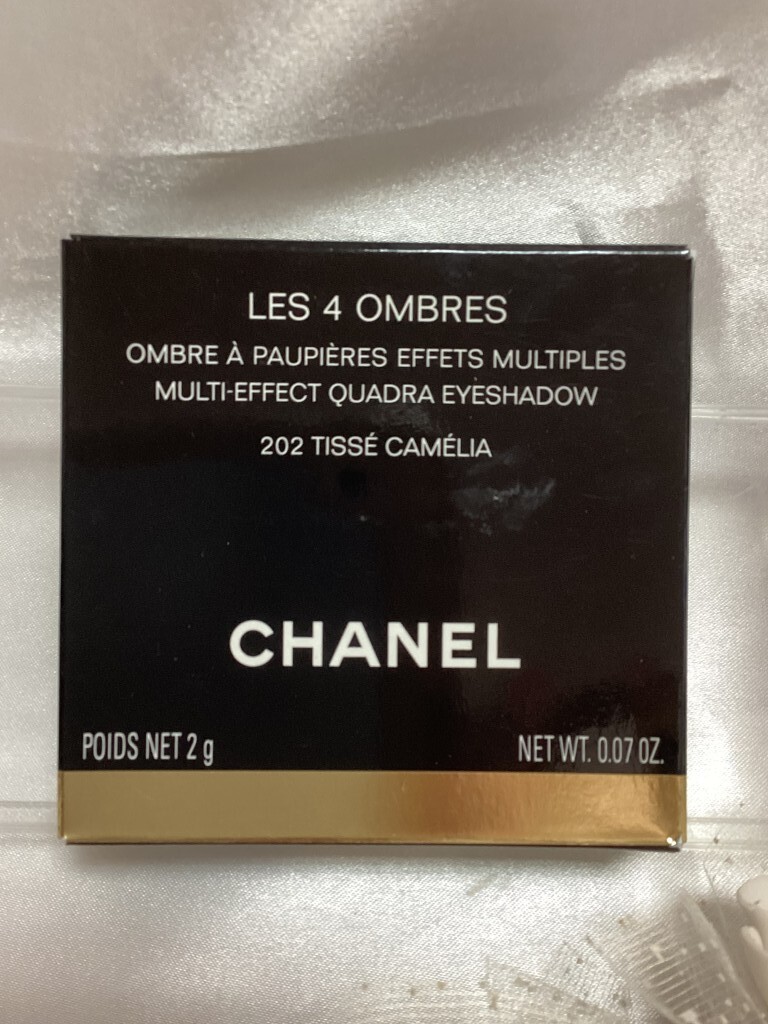 LES 4 OMBRES
OMBRE À PAUPIÈRES EFFETS MULTIPLES
MULTI-EFFECT QUADRA EYESHADOW
202 TISSÉ CAMÉLIA
CHANEL
POIDS NET 2 g
NET WT. 0.07 OZ.